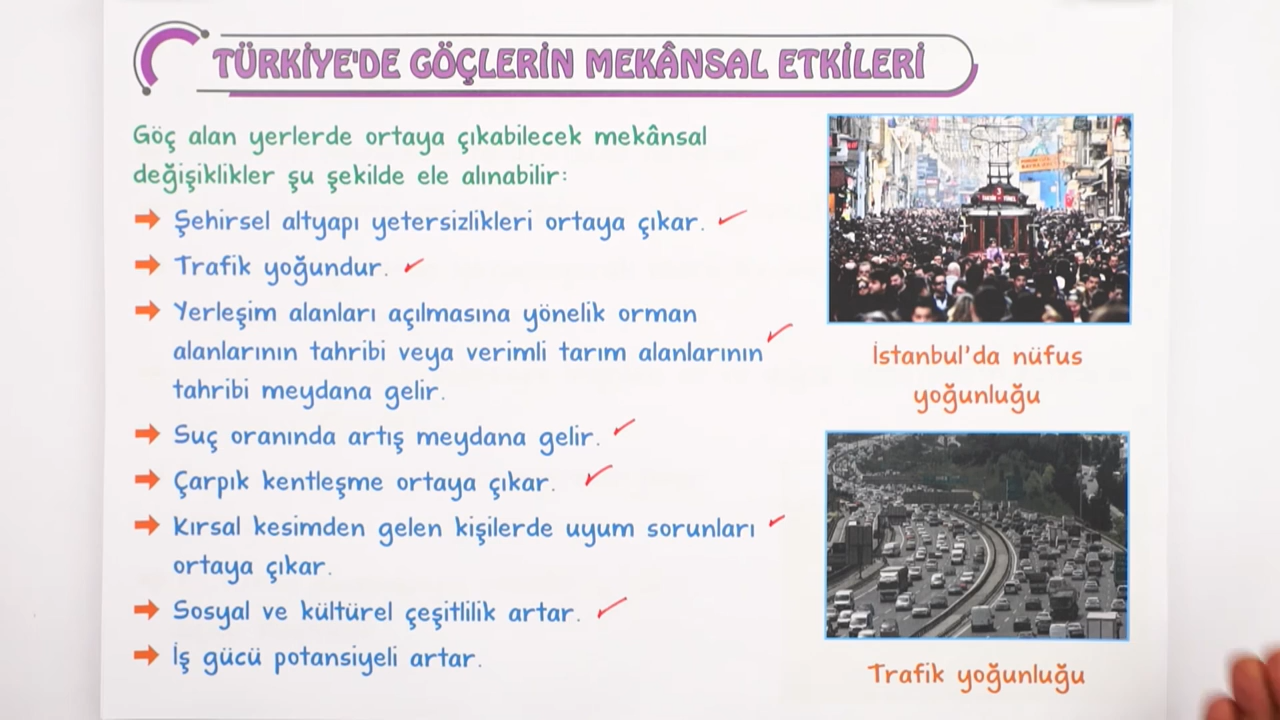 TÜRKİYE'DE GÖÇLERİN MEKÂNSAL ETKİLERİ
Göç alan yerlerde ortaya çıkabilecek mekânsal
değişiklikler şu şekilde ele alınabilir:
Şehirsel altyapı yetersizlikleri ortaya çıkar.
Trafik yoğundur.
Yerleşim alanları açılmasına yönelik orman
alanlarının tahribi veya verimli tarım alanlarının
tahribi meydana gelir.
Suç oranında artış meydana gelir.
Çarpık kentleşme ortaya çıkar.
Kırsal kesimden gelen kişilerde uyum sorunları
ortaya çıkar.
Sosyal ve kültürel çeşitlilik artar.
İş gücü potansiyeli artar.
İstanbul'da nüfus
yoğunluğu
Trafik yoğunluğu